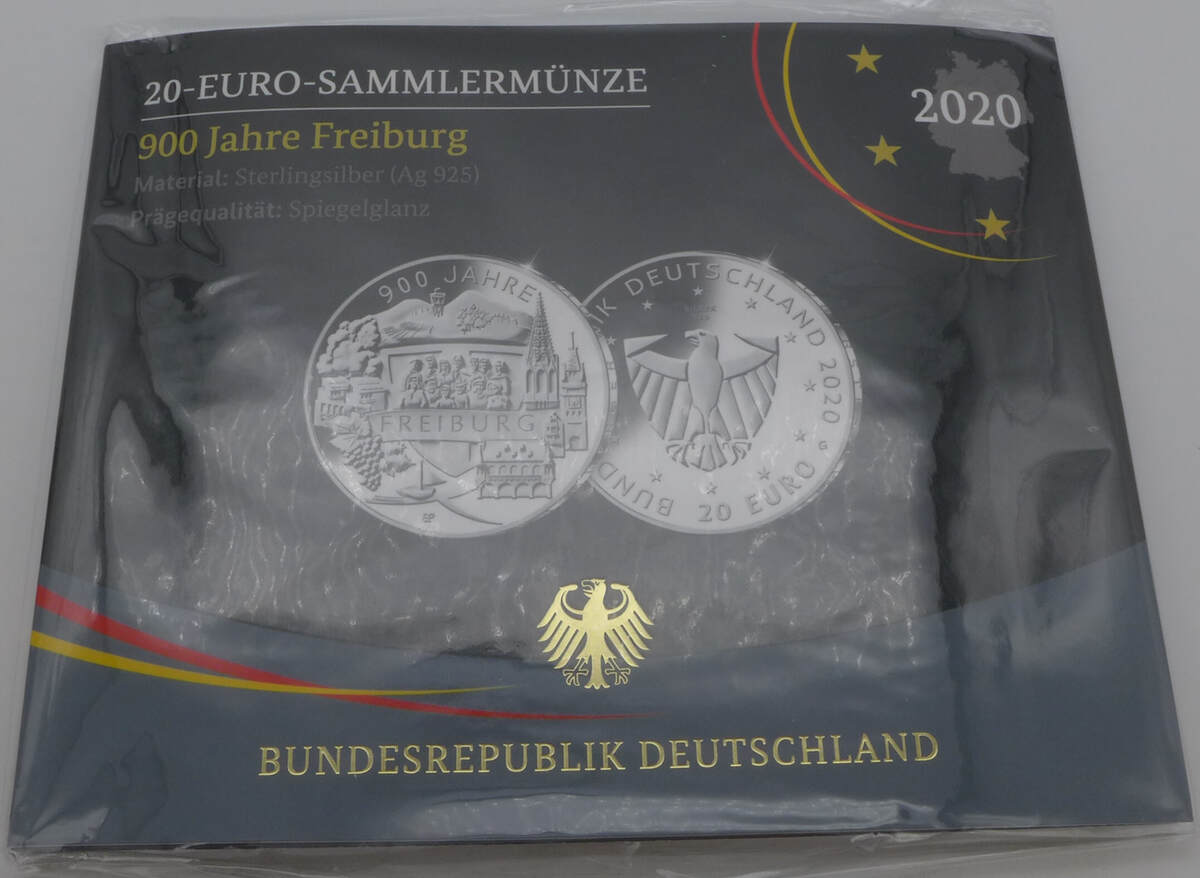 20-EURO-SAMMLERMÜNZE
900 Jahre Freiburg
Material: Sterlingsilber (Ag 925)
Prägequalität: Spiegelglanz
2020
900 JAHRE
FREIBURG
BUND IK DEUTSCHLAND 2020 G
20 EURO
BUNDESREPUBLIK DEUTSCHLAND